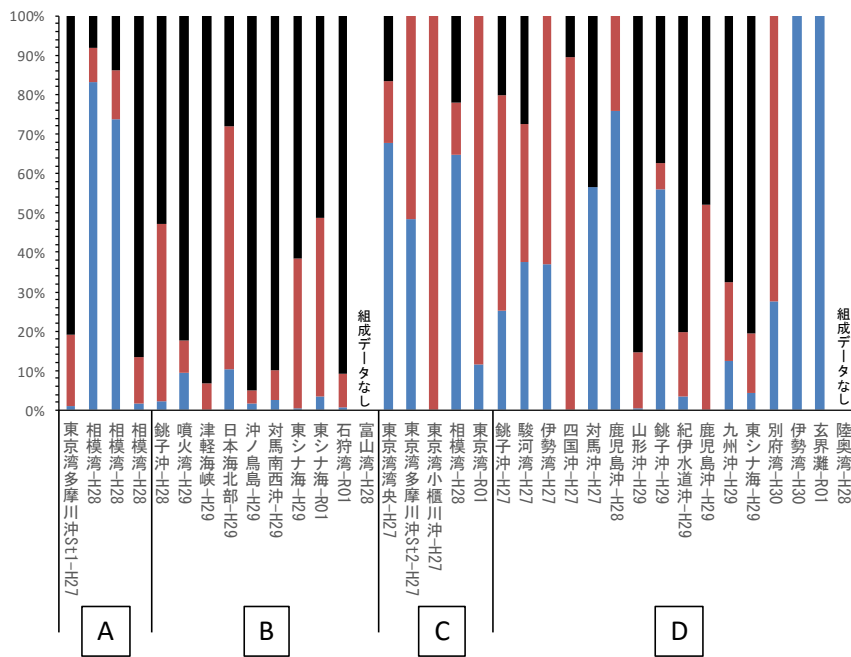 100%
90%
80%
70%
60%
50%
40%
30%
20%
10%
0%
組成データなし
組成データなし
東京湾多摩川沖St1-H27
相模湾-H28
相模湾-H28
相模湾-H28
銚子沖-H28
噴火湾-H29
津軽海峡-H29
日本海北部-H29
沖ノ鳥島-H29
対馬南西沖-H29
東シナ海-H29
東シナ海-R01
石狩湾-R01
富山湾-H28
東京湾湾央-H27
東京湾多摩川沖St2-H27
東京湾小櫃川沖-H27
相模湾-H28
東京湾-R01
銚子沖-H27
駿河湾-H27
伊勢湾-H27
四国沖-H27
対馬沖-H27
鹿児島沖-H28
山形沖-H29
銚子沖-H29
紀伊水道沖-H29
鹿児島沖-H29
九州沖-H29
東シナ海-H29
別府湾-H30
伊勢湾-H30
玄界灘-R01
陸奥湾-H28
A
B
C
D